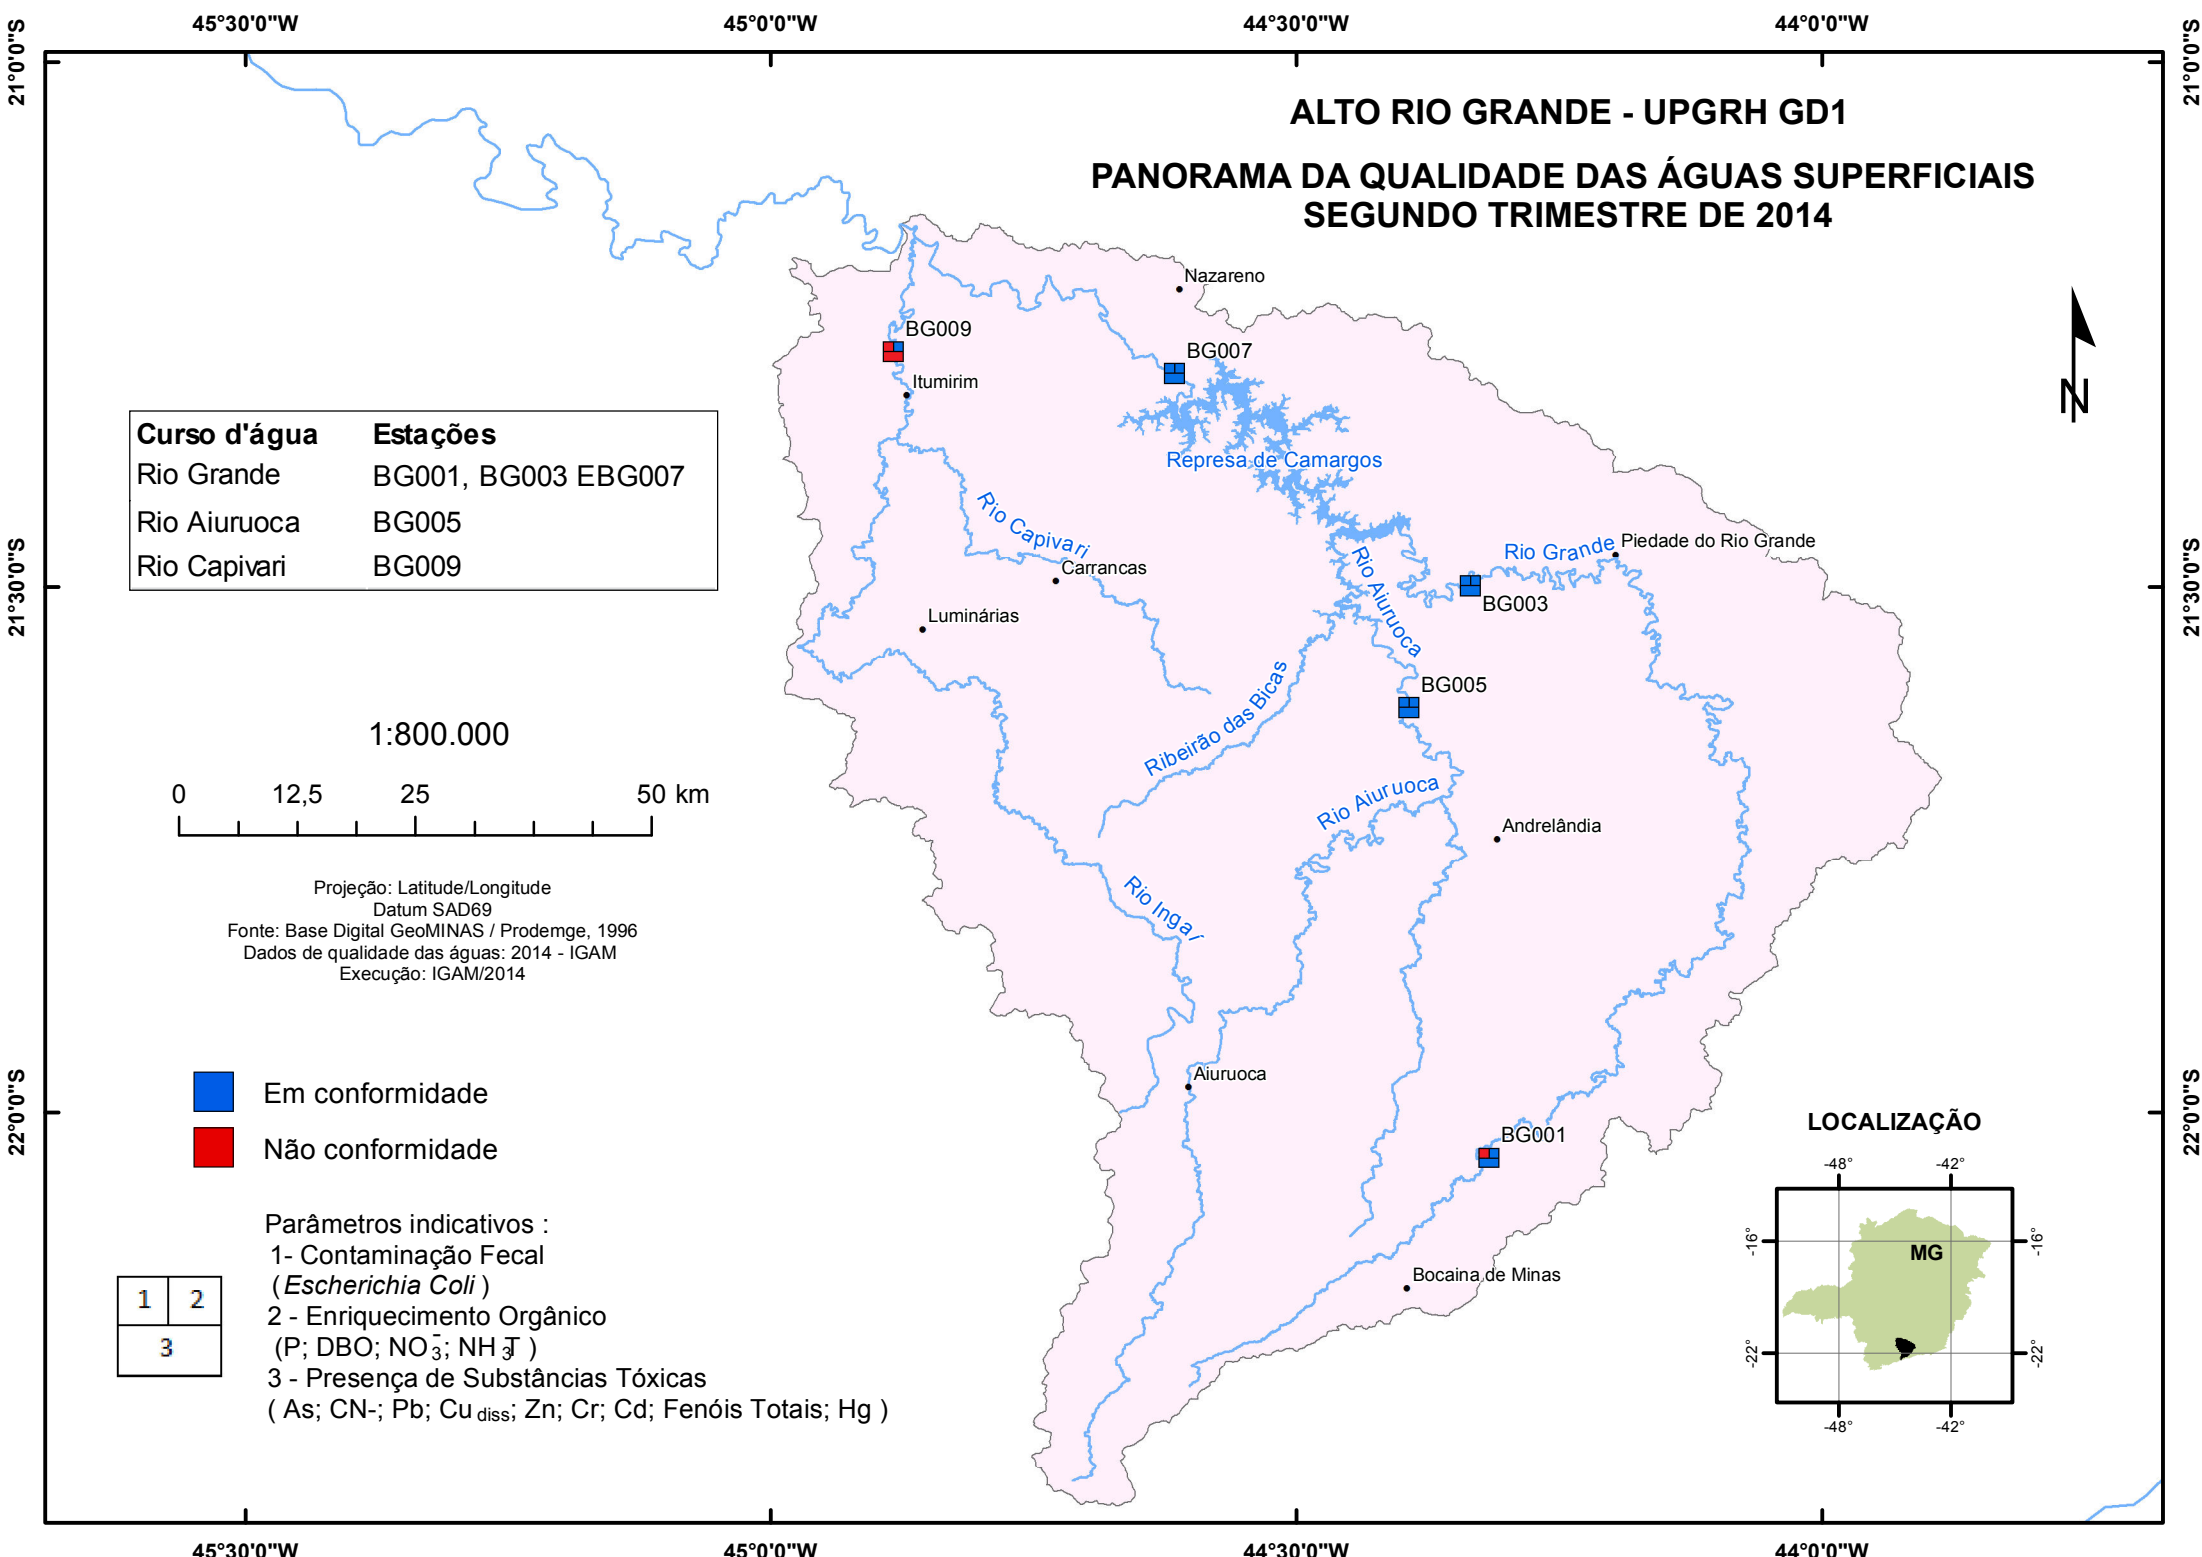 45°30'0"W 45°0'0"W 44°30'0"W 44°0'0"W
21°0'0"S 21°0'0"S
ALTO RIO GRANDE - UPGRH GD1
PANORAMA DA QUALIDADE DAS ÁGUAS SUPERFICIAIS
SEGUNDO TRIMESTRE DE 2014
Nazareno
BG009
BG007
Itumirim
N
Curso d'água Estações
Rio Grande BG001, BG003 EBG007
Rio Aiuruoca BG005
Rio Capivari BG009
Represa de Camargos
Rio Capivari
Rio Grande
Piedade do Rio Grande
Rio Aiuruoca
Carrancas
21°30'0"S 21°30'0"S
BG003
Luminárias
BG005
Ribeirão das Bicas
1:800.000
0 12,5 25 50 km
Rio Aiuruoca
Andrelândia
Projeção: Latitude/Longitude
Datum SAD69
Fonte: Base Digital GeoMINAS / Prodemge, 1996
Dados de qualidade das águas: 2014 - IGAM
Execução: IGAM/2014
Rio Ingaí
Aiuruoca
22°0'0"S 22°0'0"S
Em conformidade
Não conformidade
BG001
Bocaina de Minas
LOCALIZAÇÃO
-48° -42°
-16° -16°
MG
-22° -22°
-48° -42°
Parâmetros indicativos :
1- Contaminação Fecal
(Escherichia Coli )
2 - Enriquecimento Orgânico
(P; DBO; NO3-; NH3T )
3 - Presença de Substâncias Tóxicas
( As; CN-; Pb; Cu diss; Zn; Cr; Cd; Fenóis Totais; Hg )
1 2
3
45°30'0"W 45°0'0"W 44°30'0"W 44°0'0"W